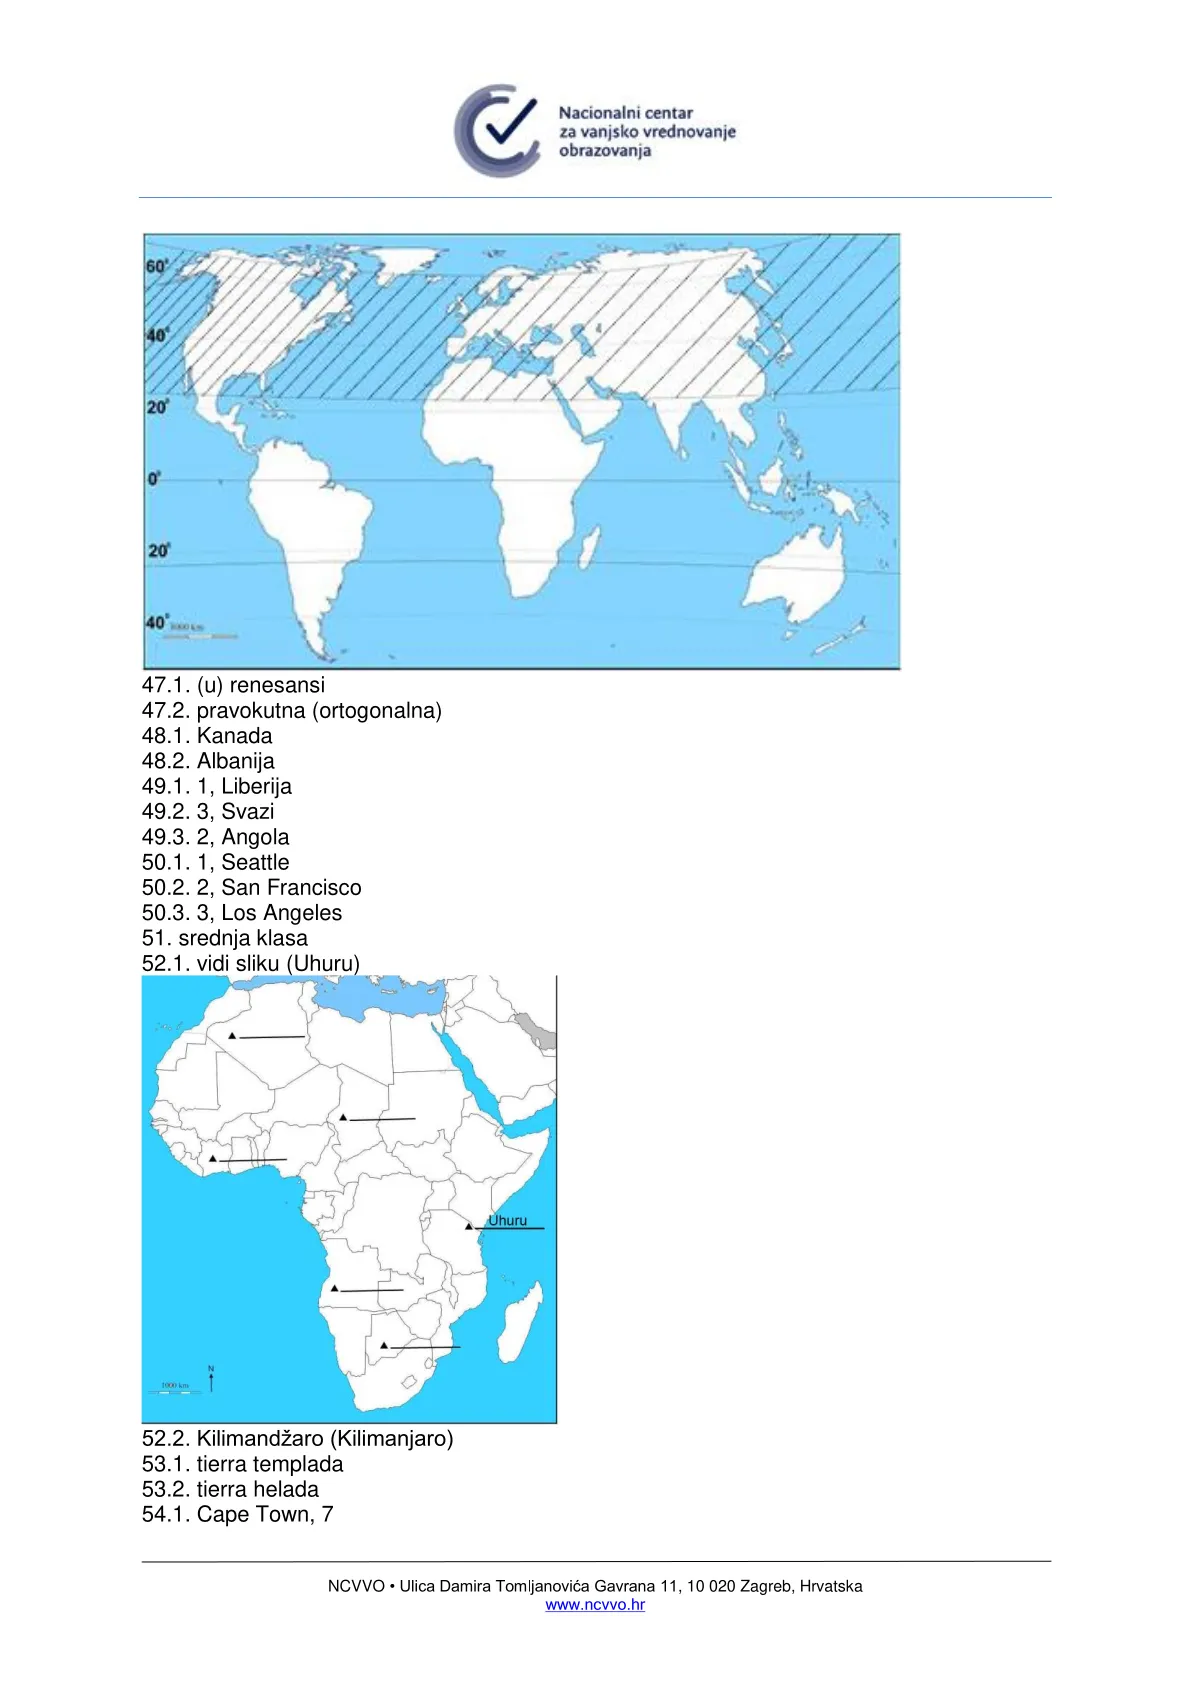 Nacionalni centar
za vanjsko vrednovanje
obrazovanja
60°
40°
20°
0°
20°
40°
1000 km
47.1. (u) renesansi
47.2. pravokutna (ortogonalna)
48.1. Kanada
48.2. Albanija
49.1. 1, Liberija
49.2. 3, Svazi
49.3. 2, Angola
50.1. 1, Seattle
50.2. 2, San Francisco
50.3. 3, Los Angeles
51. srednja klasa
52.1. vidi sliku (Uhuru)
Uhuru
N
1000 km
52.2. Kilimandžaro (Kilimanjaro)
53.1. tierra templada
53.2. tierra helada
54.1. Cape Town, 7
NCVVO • Ulica Damira Tomljanovića Gavrana 11, 10 020 Zagreb, Hrvatska
www.ncvvo.hr